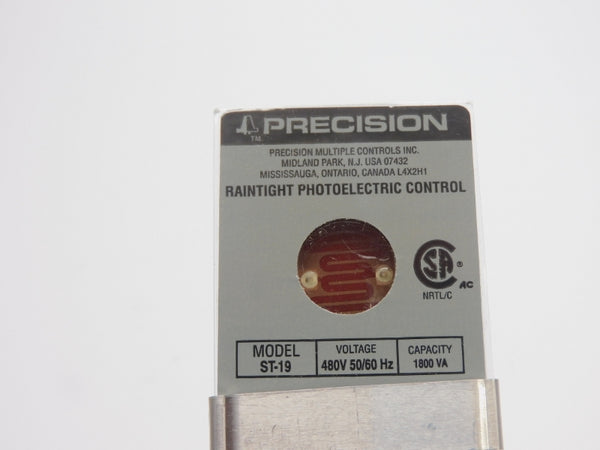 PRECISION
TM
PRECISION MULTIPLE CONTROLS INC.
MIDLAND PARK, N.J. USA 07432
MISSISSAUGA, ONTARIO, CANADA L4X2H1
RAINTIGHT PHOTOELECTRIC CONTROL
CSA ® AC
NRTL/C
MODEL VOLTAGE CAPACITY
ST-19 480V 50/60 Hz 1800 VA